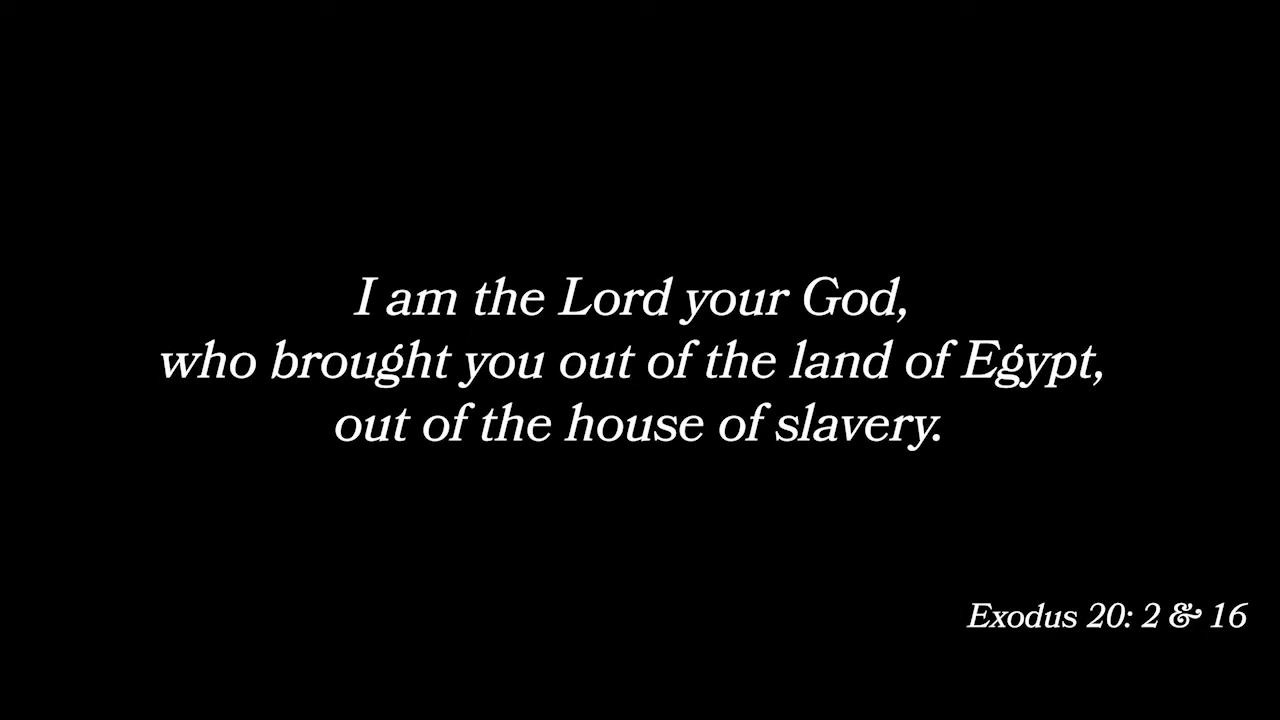 I am the Lord your God,
who brought you out of the land of Egypt,
out of the house of slavery.
Exodus 20: 2 & 16